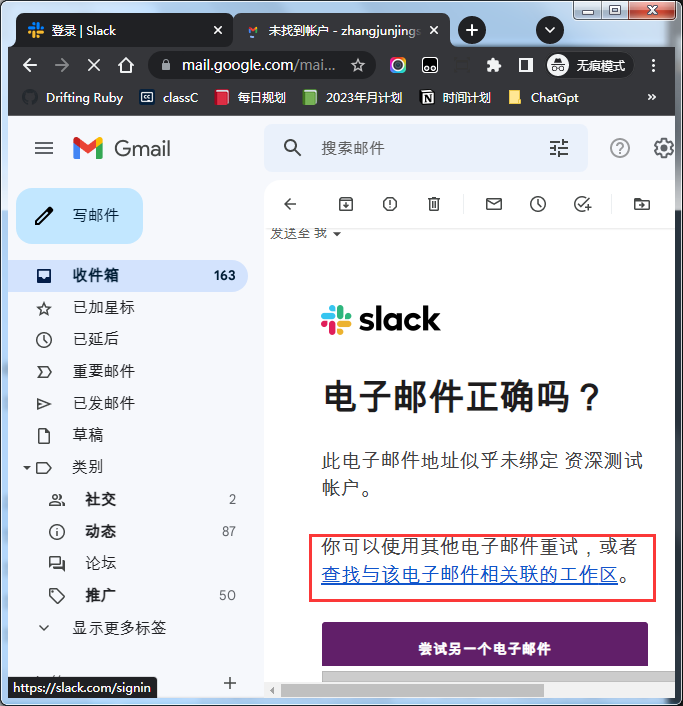 登录 | Slack
未找到帐户 - zhangjunjings
mail.google.com/mai...
无痕模式
Drifting Ruby
classC
每日规划
2023年月计划
时间计划
ChatGpt
»
Gmail
搜索邮件
写邮件
发送至 我
收件箱 163
已加星标
已延后
重要邮件
已发邮件
草稿
类别
社交 2
动态 87
论坛
推广 50
显示更多标签
slack
电子邮件正确吗？
此电子邮件地址似乎未绑定 资深测试
帐户。
你可以使用其他电子邮件重试，或者
查找与该电子邮件相关联的工作区。
尝试另一个电子邮件
https://slack.com/signin